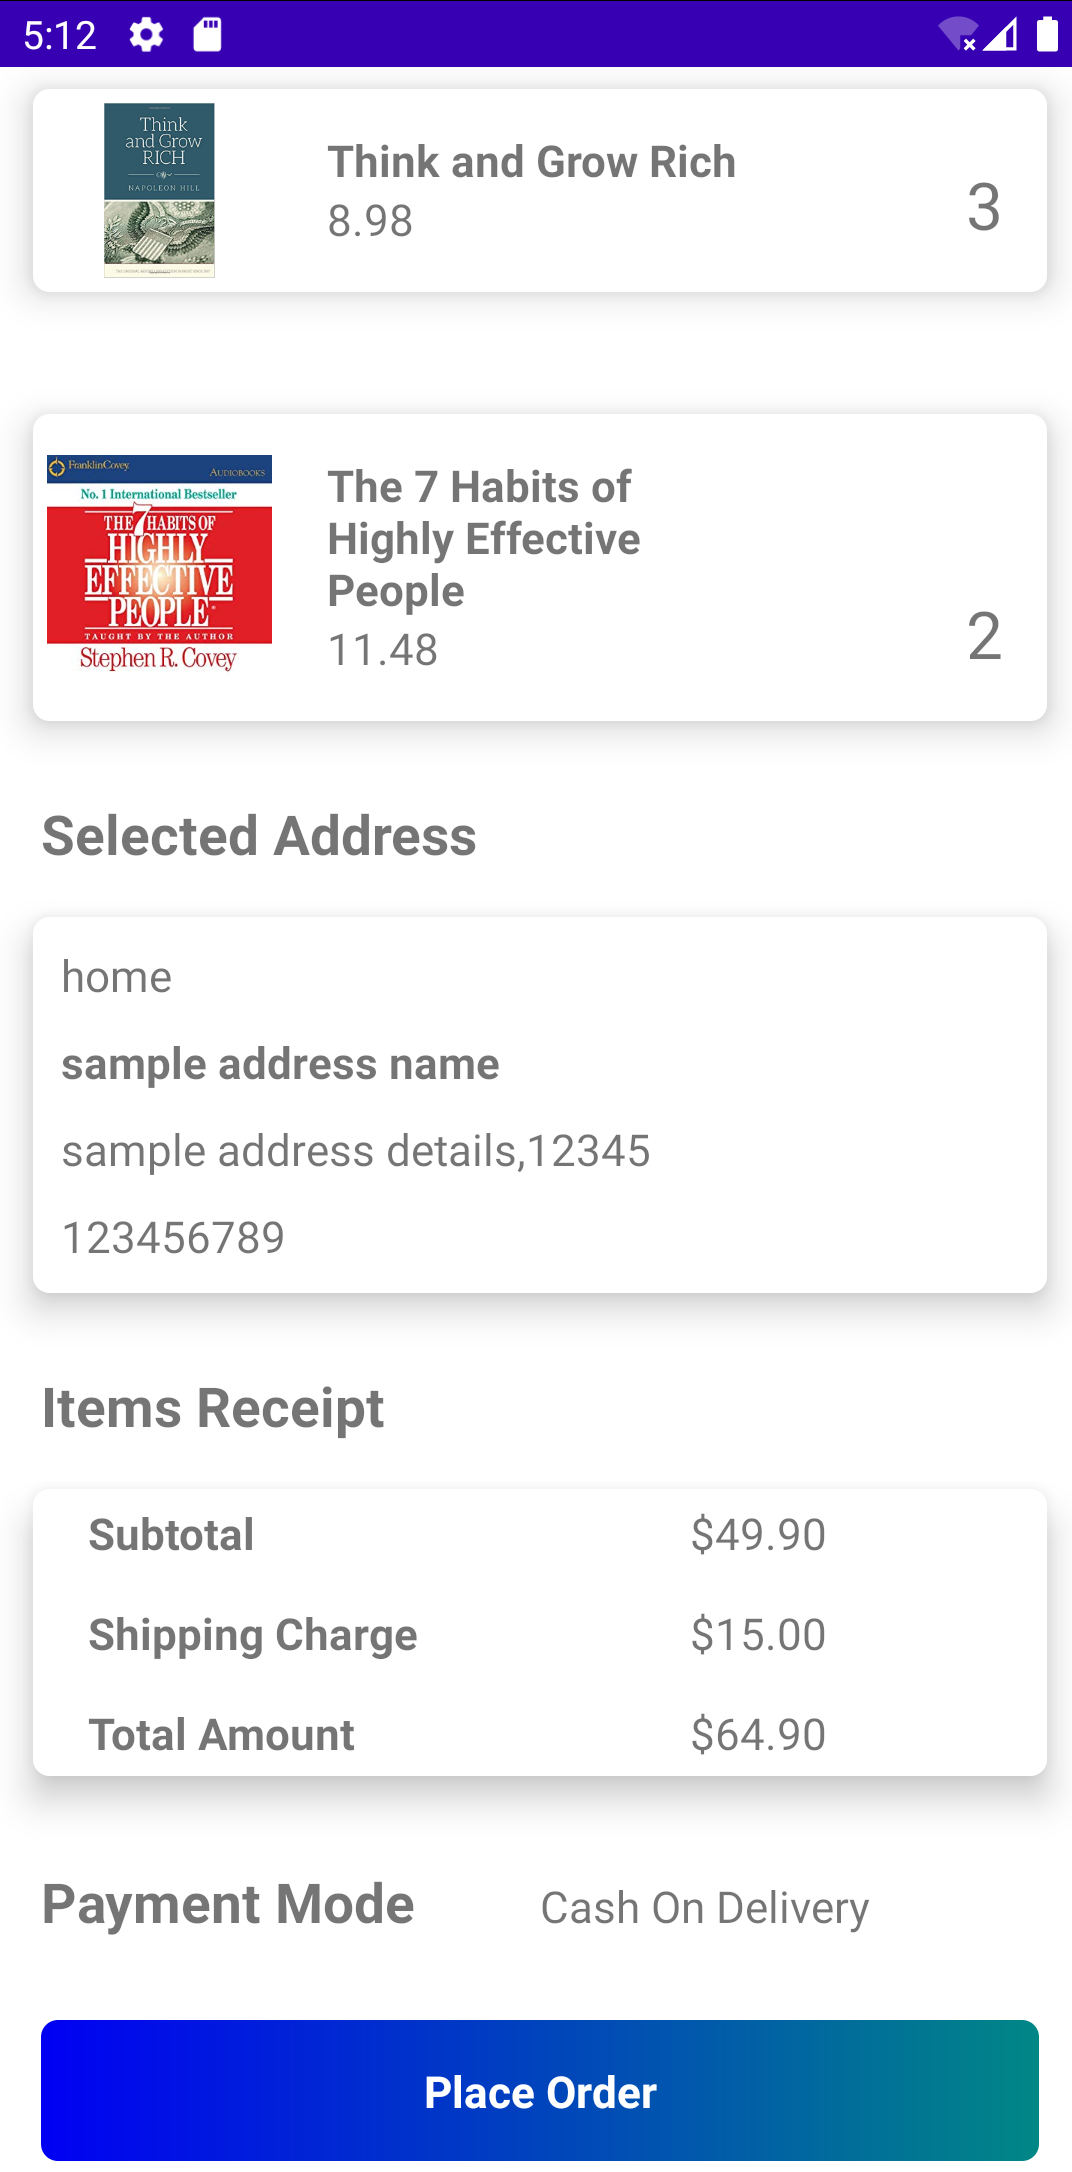 5:12
Think
and Grow
RICH
NAPOLEON HILL
Think and Grow Rich
8.98
3
FranklinCovey.
AUDIOBOOKS
No. 1 International Bestseller
THE 7 HABITS OF
HIGHLY
EFFECTIVE
PEOPLE
TAUGHT BY THE AUTHOR
Stephen R. Covey
The 7 Habits of
Highly Effective
People
11.48
2
Selected Address
home
sample address name
sample address details,12345
123456789
Items Receipt
Subtotal $49.90
Shipping Charge $15.00
Total Amount $64.90
Payment Mode Cash On Delivery
Place Order